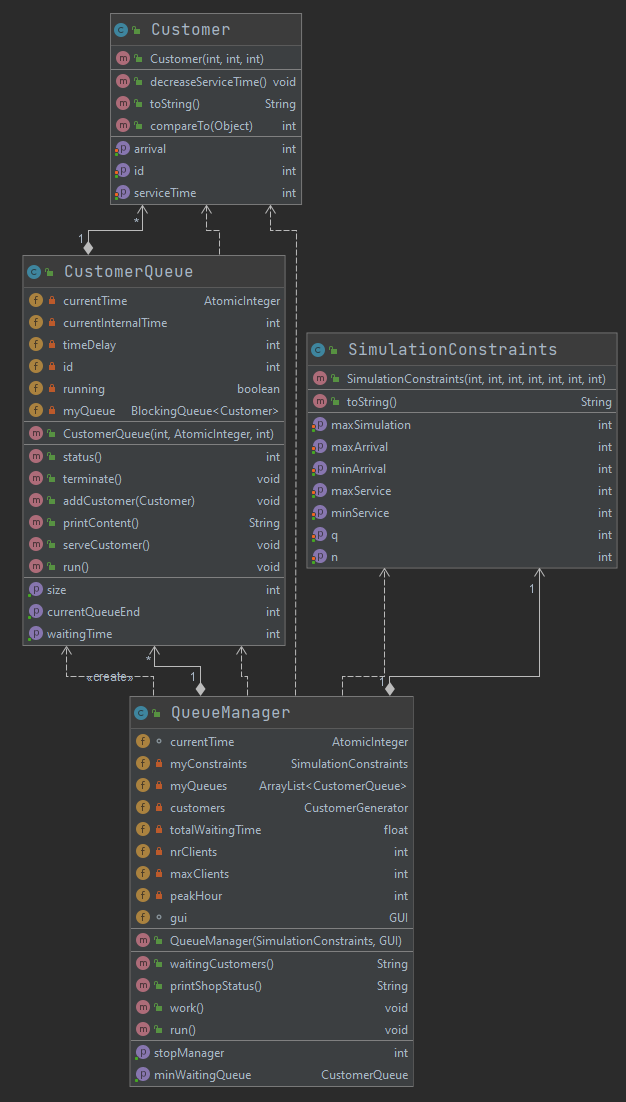 Customer
Customer(int, int, int)
decreaseServiceTime() void
toString() String
compareTo(Object) int
arrival int
id int
serviceTime int
*
1
CustomerQueue
currentTime AtomicInteger
currentInternalTime int
timeDelay int
id int
running boolean
myQueue BlockingQueue<Customer>
CustomerQueue(int, AtomicInteger, int)
status() int
terminate() void
addCustomer(Customer) void
printContent() String
serveCustomer() void
run() void
size int
currentQueueEnd int
waitingTime int
SimulationConstraints
SimulationConstraints(int, int, int, int, int, int, int)
toString() String
maxSimulation int
maxArrival int
minArrival int
maxService int
minService int
q int
n int
1
*
«create»
1
1
QueueManager
currentTime AtomicInteger
myConstraints SimulationConstraints
myQueues ArrayList<CustomerQueue>
customers CustomerGenerator
totalWaitingTime float
nrClients int
maxClients int
peakHour int
gui GUI
QueueManager(SimulationConstraints, GUI)
waitingCustomers() String
printShopStatus() String
work() void
run() void
stopManager int
minWaitingQueue CustomerQueue